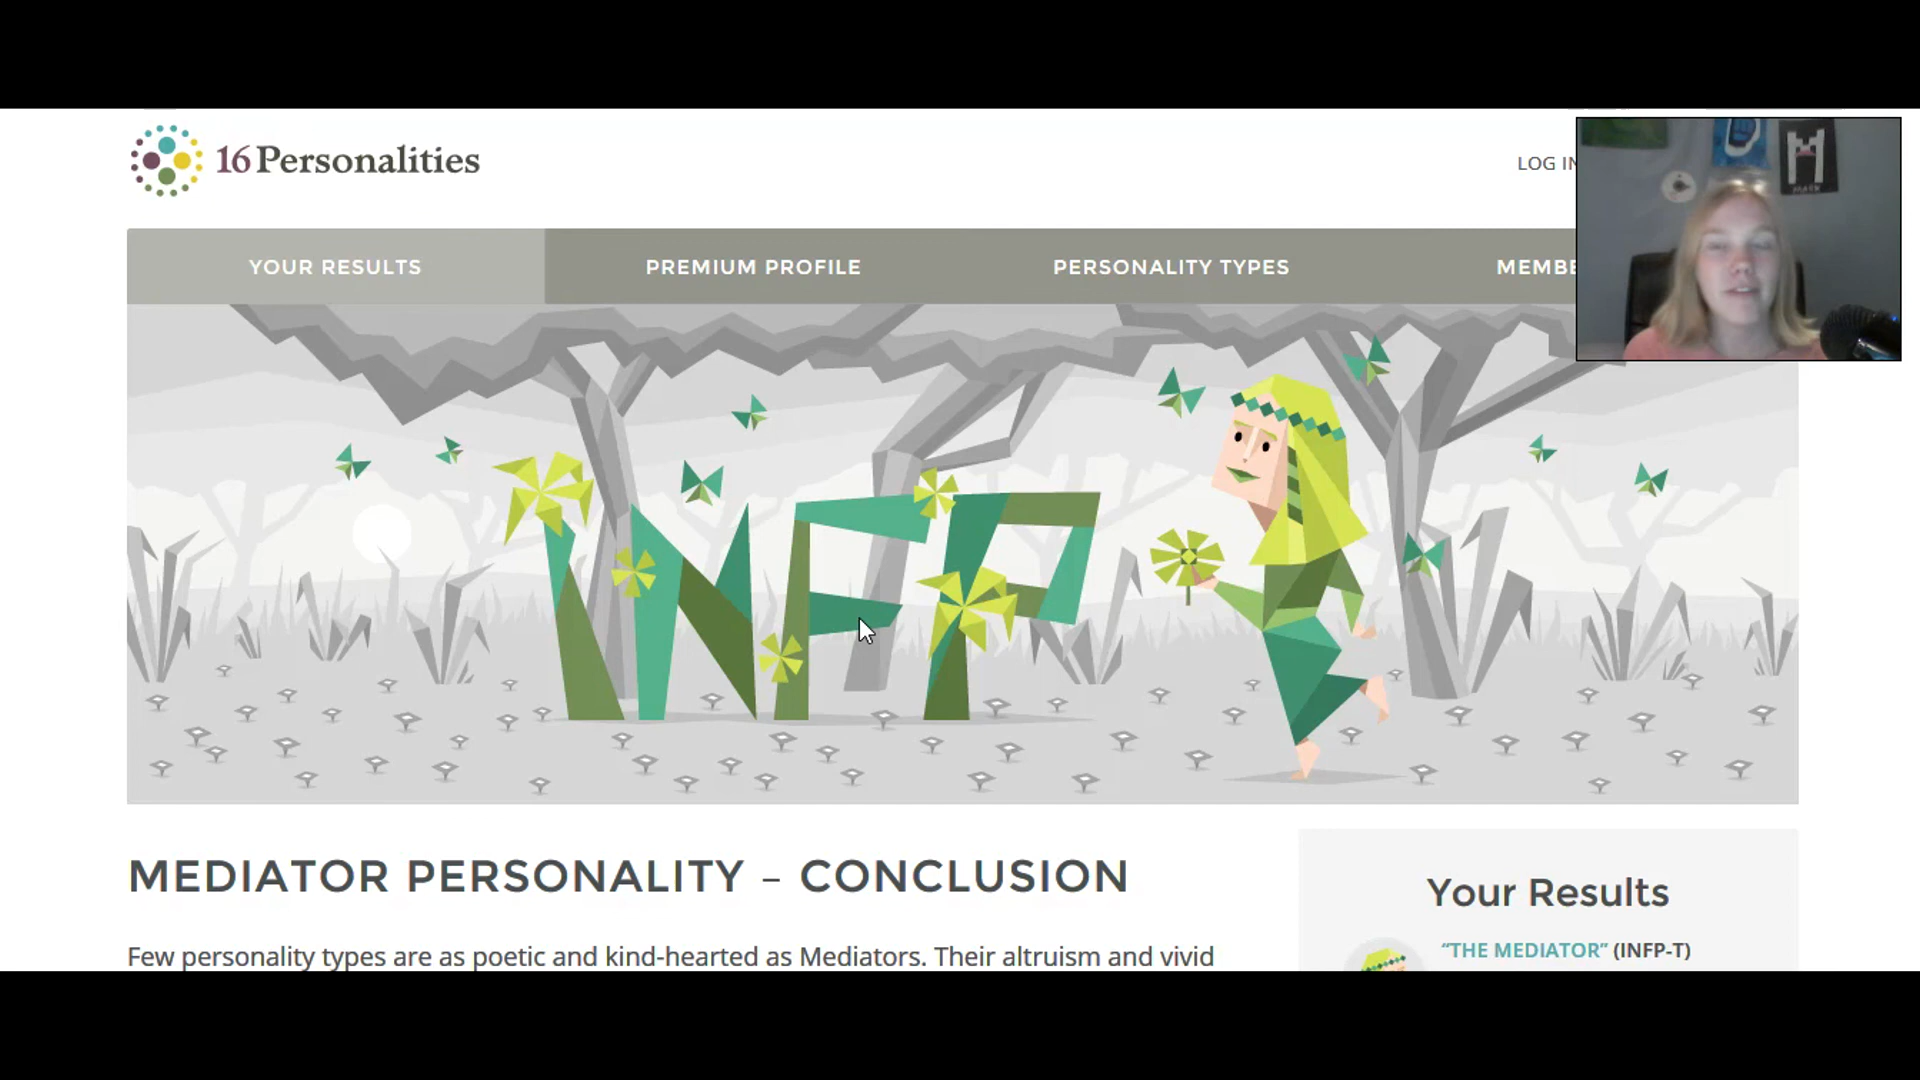 16Personalities
LOG IN
YOUR RESULTS
PREMIUM PROFILE
PERSONALITY TYPES
MEMBE
INFP
MEDIATOR PERSONALITY – CONCLUSION
Few personality types are as poetic and kind-hearted as Mediators. Their altruism and vivid
Your Results
“THE MEDIATOR” (INFP-T)